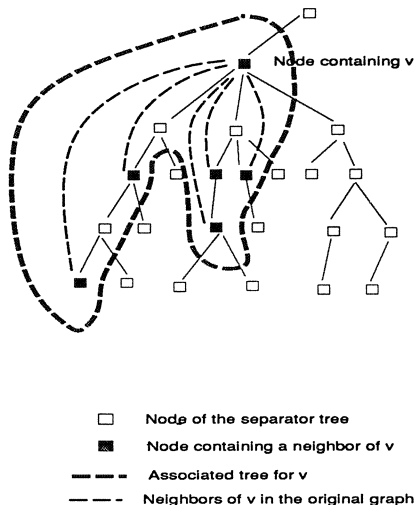 Node containing v
Node of the separator tree
Node containing a neighbor of v
Associated tree for v
Neighbors of v in the original graph